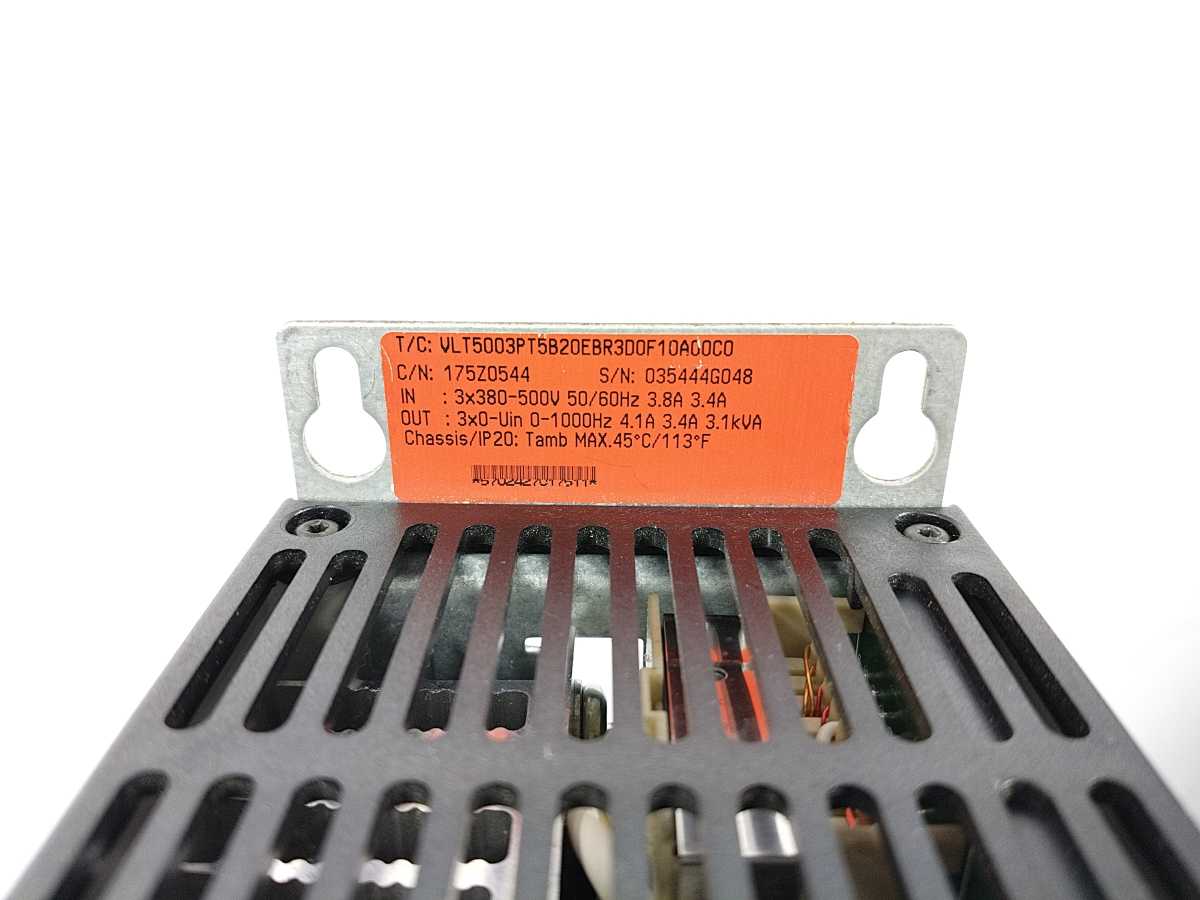 T/C: VLT5003PT5B20EBR3D0F10A00C0
C/N: 175Z0544 S/N: 035444G048
IN : 3x380-500V 50/60Hz 3.8A 3.4A
OUT : 3x0-Uin 0-1000Hz 4.1A 3.4A 3.1kVA
Chassis/IP20: Tamb MAX.45°C/113°F